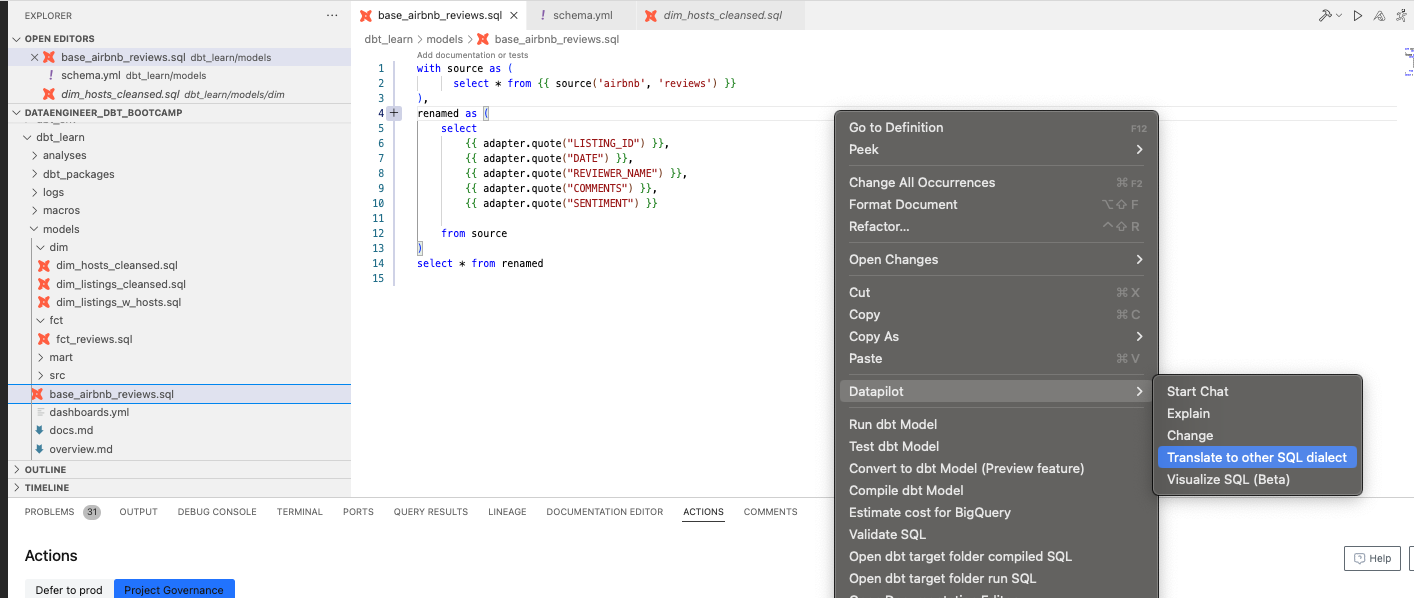 EXPLORER
...
OPEN EDITORS
base_airbnb_reviews.sql dbt_learn/models
! schema.yml dbt_learn/models
dim_hosts_cleansed.sql dbt_learn/models/dim
DATAENGINEER_DBT_BOOTCAMP
dbt_learn
analyses
dbt_packages
logs
macros
models
dim
dim_hosts_cleansed.sql
dim_listings_cleansed.sql
dim_listings_w_hosts.sql
fct
fct_reviews.sql
mart
src
base_airbnb_reviews.sql
dashboards.yml
docs.md
overview.md
OUTLINE
TIMELINE
base_airbnb_reviews.sql
! schema.yml
dim_hosts_cleansed.sql
dbt_learn > models > base_airbnb_reviews.sql
Add documentation or tests
1 with source as (
2 select * from {{ source('airbnb', 'reviews') }}
3 ),
4 renamed as (
5 select
6 {{ adapter.quote("LISTING_ID") }},
7 {{ adapter.quote("DATE") }},
8 {{ adapter.quote("REVIEWER_NAME") }},
9 {{ adapter.quote("COMMENTS") }},
10 {{ adapter.quote("SENTIMENT") }}
11
12 from source
13 )
14 select * from renamed
15
Go to Definition F12
Peek
Change All Occurrences ⌘F2
Format Document ⌥⇧F
Refactor... ^⇧R
Open Changes
Cut ⌘X
Copy ⌘C
Copy As
Paste ⌘V
Datapilot
Run dbt Model
Test dbt Model
Convert to dbt Model (Preview feature)
Compile dbt Model
Estimate cost for BigQuery
Validate SQL
Open dbt target folder compiled SQL
Open dbt target folder run SQL
Start Chat
Explain
Change
Translate to other SQL dialect
Visualize SQL (Beta)
PROBLEMS 31 OUTPUT DEBUG CONSOLE TERMINAL PORTS QUERY RESULTS LINEAGE DOCUMENTATION EDITOR ACTIONS COMMENTS
Actions
Help
Defer to prod
Project Governance